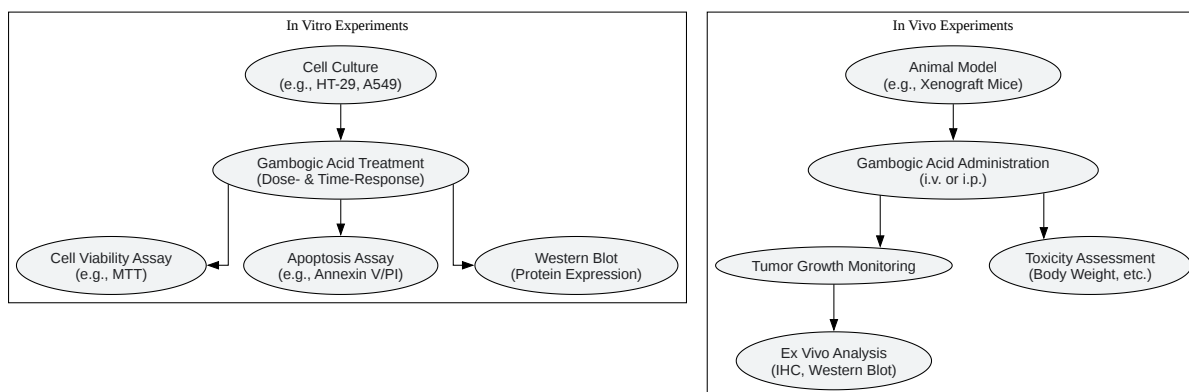 In Vitro Experiments
Cell Culture
(e.g., HT-29, A549)
Gambogic Acid Treatment
(Dose- & Time-Response)
Cell Viability Assay
(e.g., MTT)
Apoptosis Assay
(e.g., Annexin V/PI)
Western Blot
(Protein Expression)
In Vivo Experiments
Animal Model
(e.g., Xenograft Mice)
Gambogic Acid Administration
(i.v. or i.p.)
Tumor Growth Monitoring
Toxicity Assessment
(Body Weight, etc.)
Ex Vivo Analysis
(IHC, Western Blot)